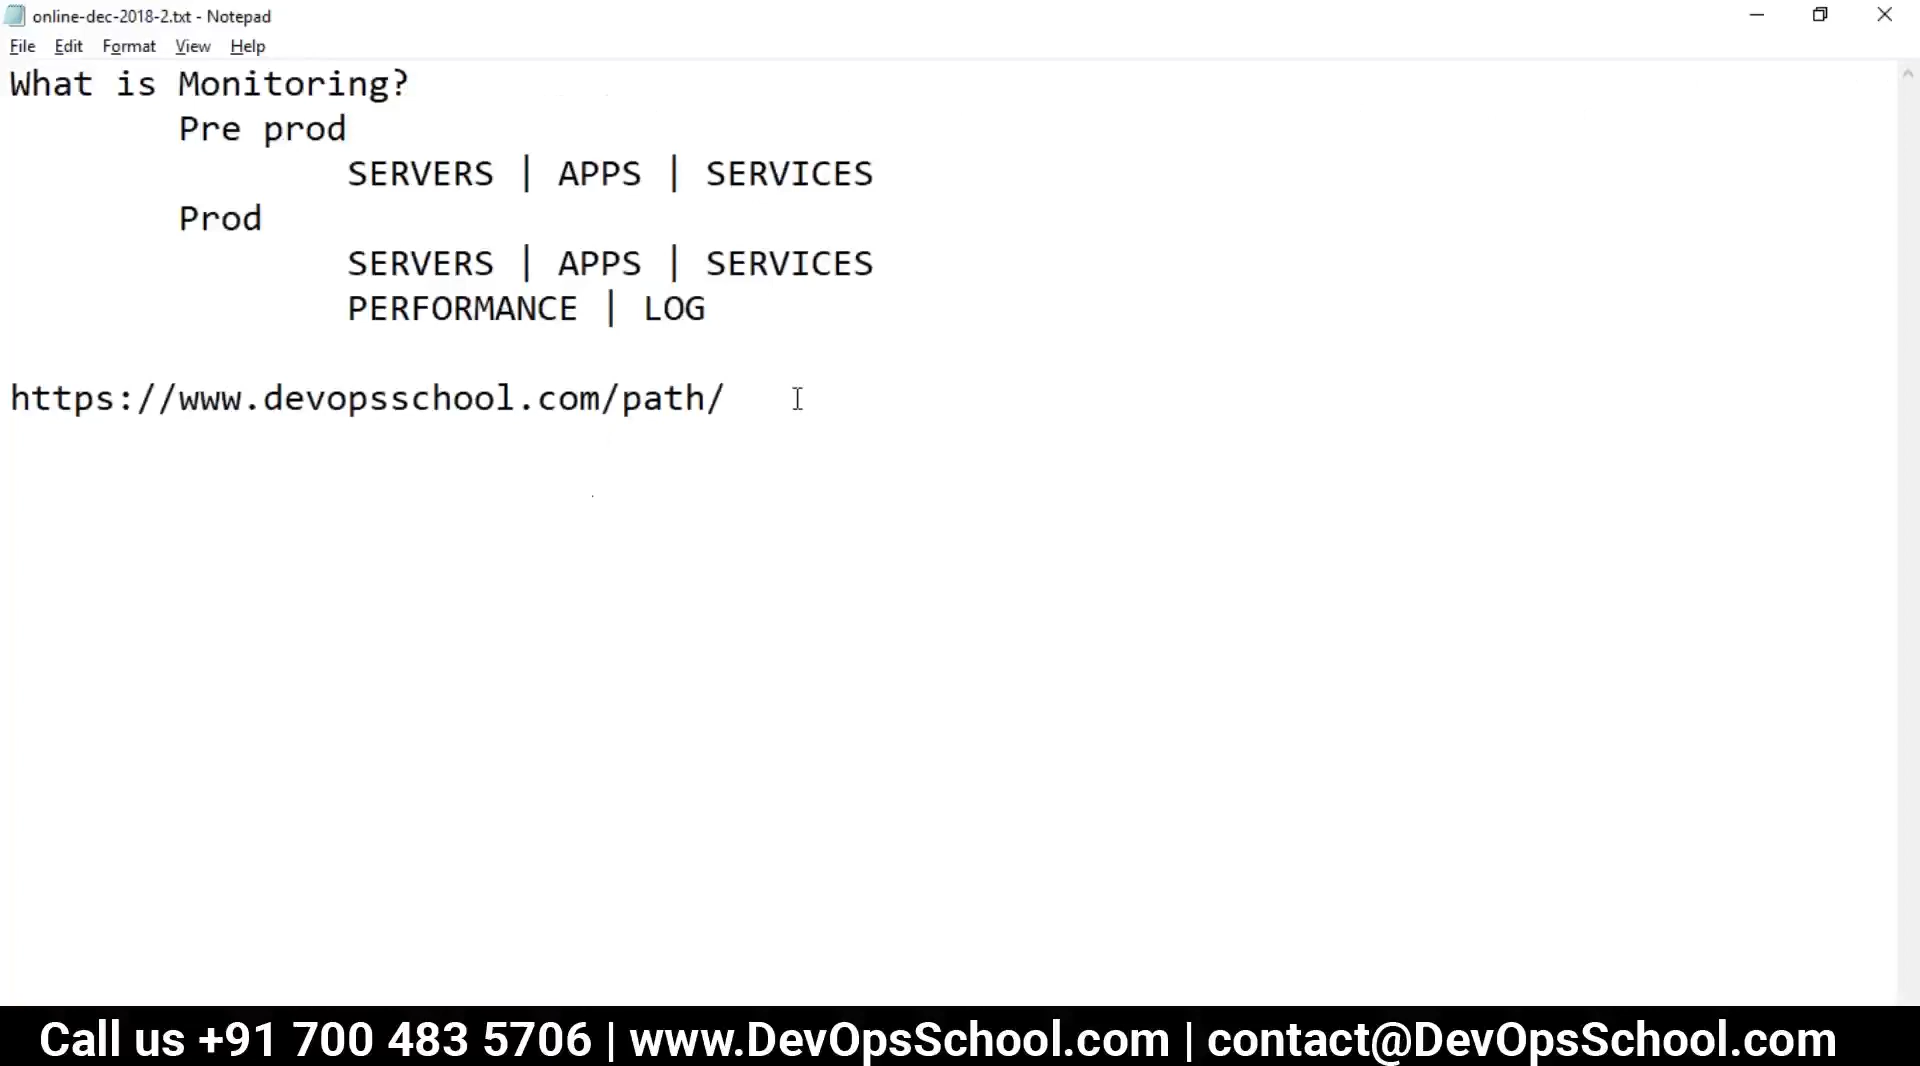 online-dec-2018-2.txt - Notepad
File Edit Format View Help
What is Monitoring?
Pre prod
SERVERS | APPS | SERVICES
Prod
SERVERS | APPS | SERVICES
PERFORMANCE | LOG
https://www.devopsschool.com/path/
Call us +91 700 483 5706 | www.DevOpsSchool.com | contact@DevOpsSchool.com